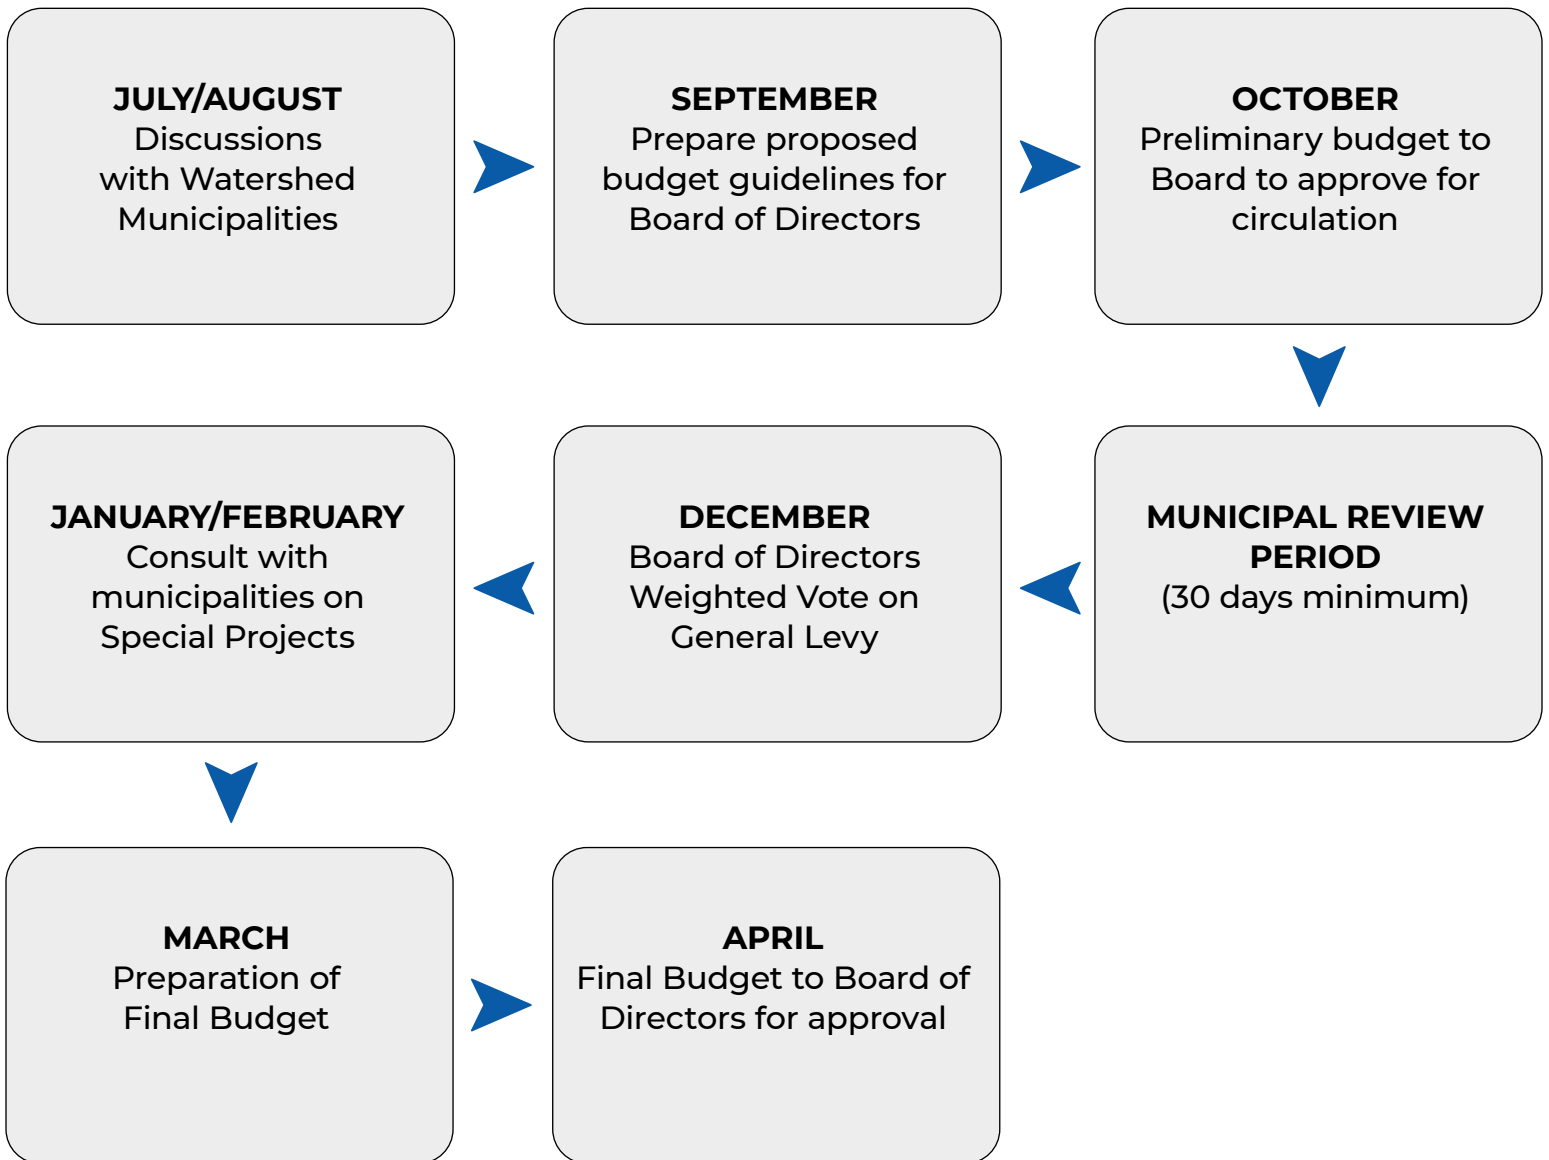 JULY/AUGUST
Discussions
with Watershed
Municipalities
SEPTEMBER
Prepare proposed
budget guidelines for
Board of Directors
OCTOBER
Preliminary budget to
Board to approve for
circulation
MUNICIPAL REVIEW
PERIOD
(30 days minimum)
DECEMBER
Board of Directors
Weighted Vote on
General Levy
JANUARY/FEBRUARY
Consult with
municipalities on
Special Projects
MARCH
Preparation of
Final Budget
APRIL
Final Budget to Board of
Directors for approval